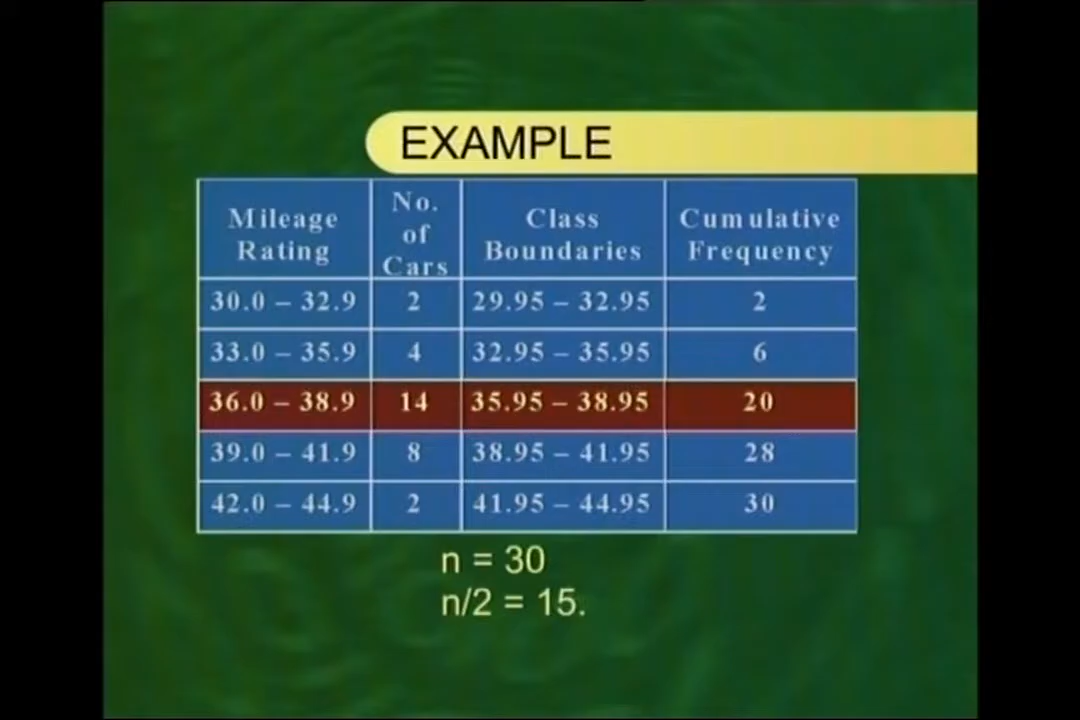 EXAMPLE
Mileage Rating | No. of Cars | Class Boundaries | Cumulative Frequency
30.0 – 32.9 | 2 | 29.95 – 32.95 | 2
33.0 – 35.9 | 4 | 32.95 – 35.95 | 6
36.0 – 38.9 | 14 | 35.95 – 38.95 | 20
39.0 – 41.9 | 8 | 38.95 – 41.95 | 28
42.0 – 44.9 | 2 | 41.95 – 44.95 | 30
n = 30
n/2 = 15.